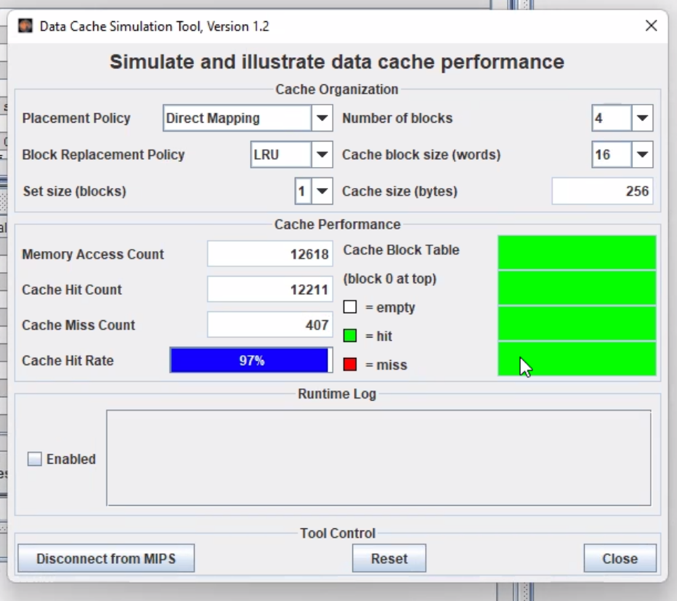 Data Cache Simulation Tool, Version 1.2
Simulate and illustrate data cache performance
Cache Organization
Placement Policy Direct Mapping Number of blocks 4
Block Replacement Policy LRU Cache block size (words) 16
Set size (blocks) 1 Cache size (bytes) 256
Cache Performance
Memory Access Count 12618 Cache Block Table
(block 0 at top)
Cache Hit Count 12211
= empty
Cache Miss Count 407
= hit
Cache Hit Rate 97%
= miss
Runtime Log
Enabled
Tool Control
Disconnect from MIPS Reset Close